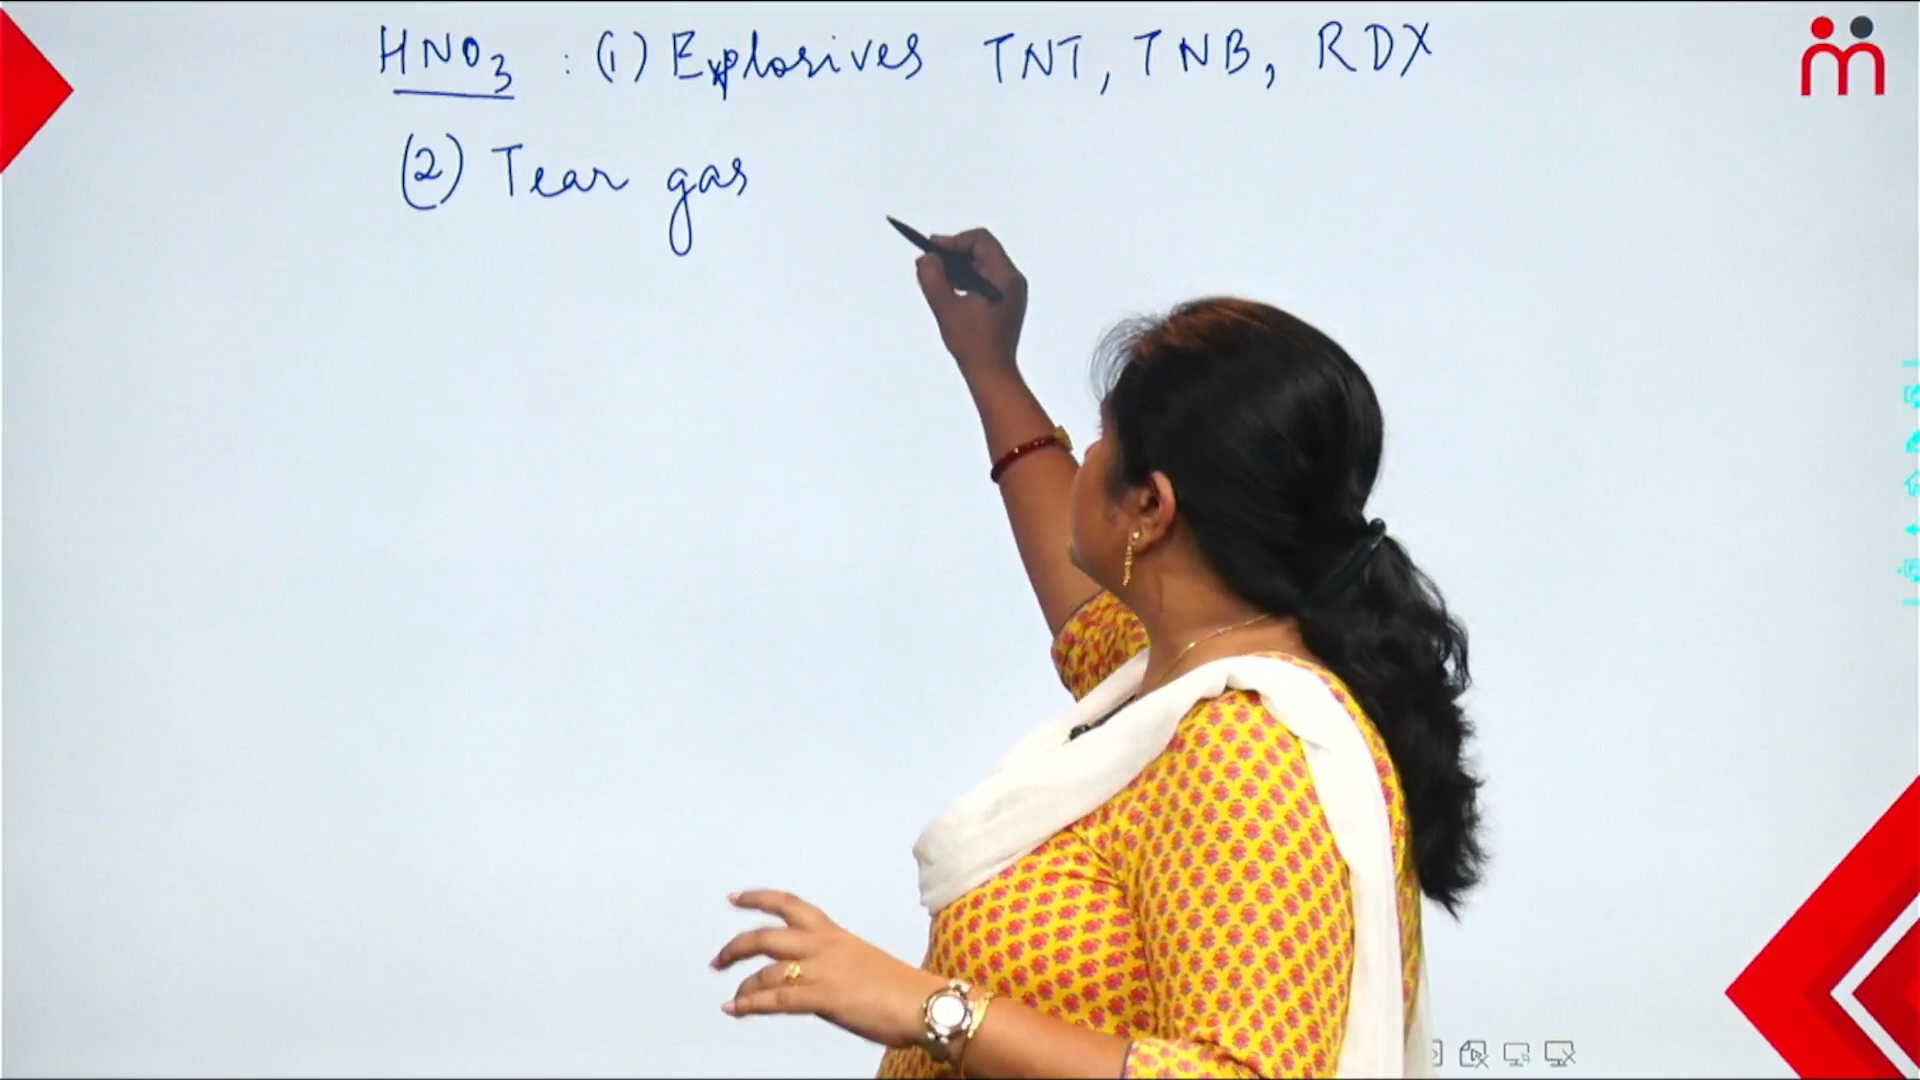 HNO3 : (1) Explosives TNT, TNB, RDX
(2) Tear gas